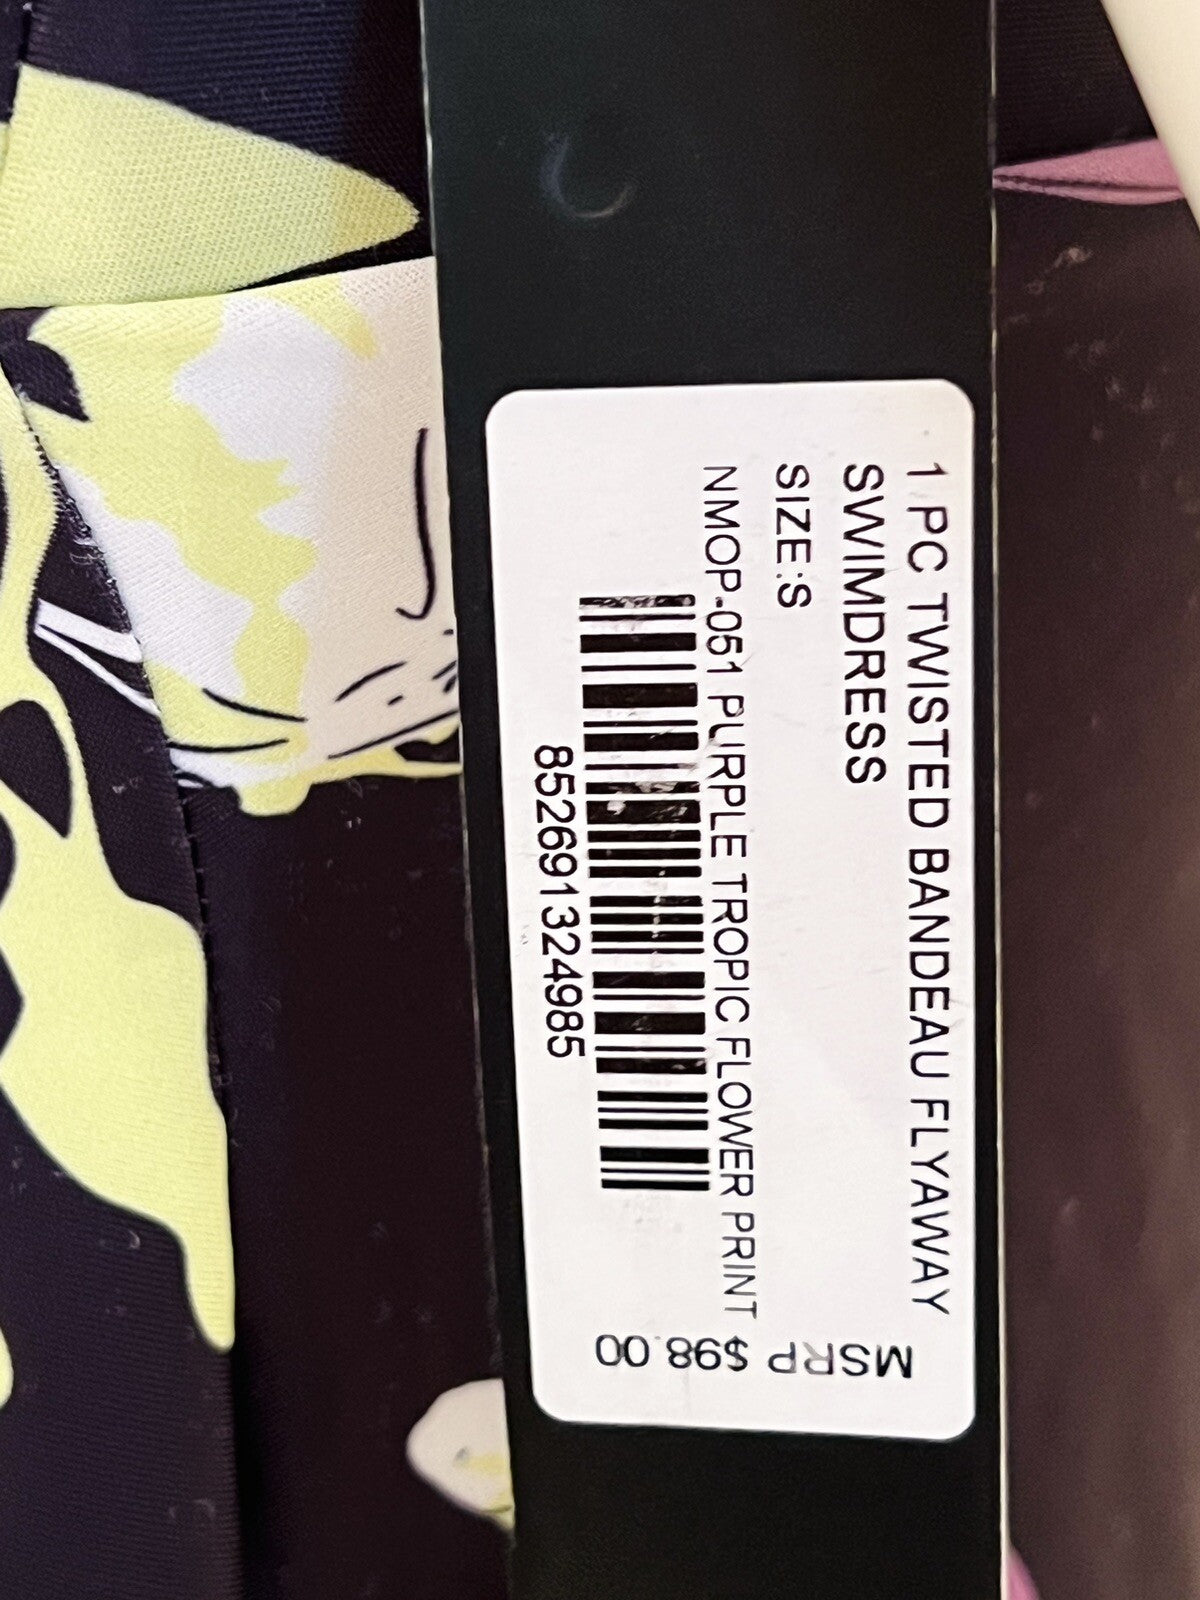 1 PC TWISTED BANDEAU FLYAWAY
SWIMDRESS
SIZE:S
NMOP-051 PURPLE TROPIC FLOWER PRINT
852691324985
MSRP $98.00